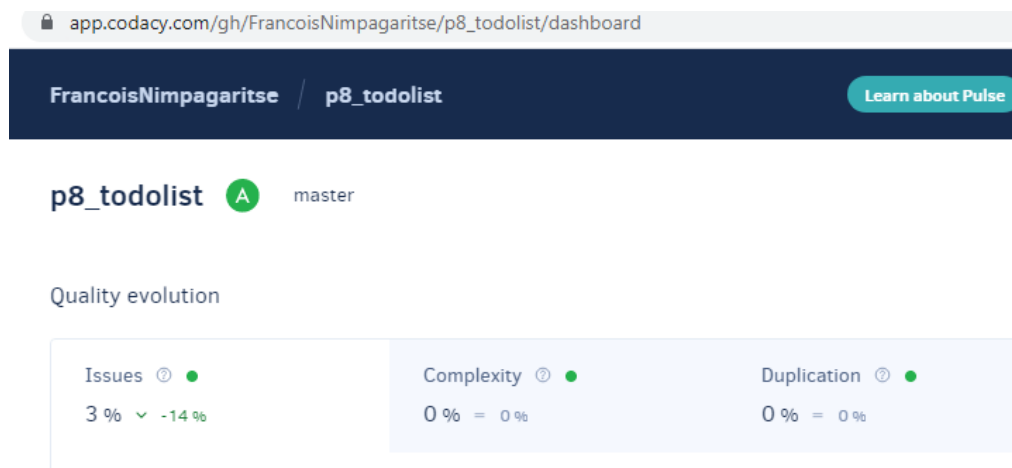 app.codacy.com/gh/FrancoisNimpagaritse/p8_todolist/dashboard
FrancoisNimpagaritse / p8_todolist Learn about Pulse
p8_todolist A master
Quality evolution
Issues ? Complexity ? Duplication ?
3 % -14 % 0 % = 0 % 0 % = 0 %